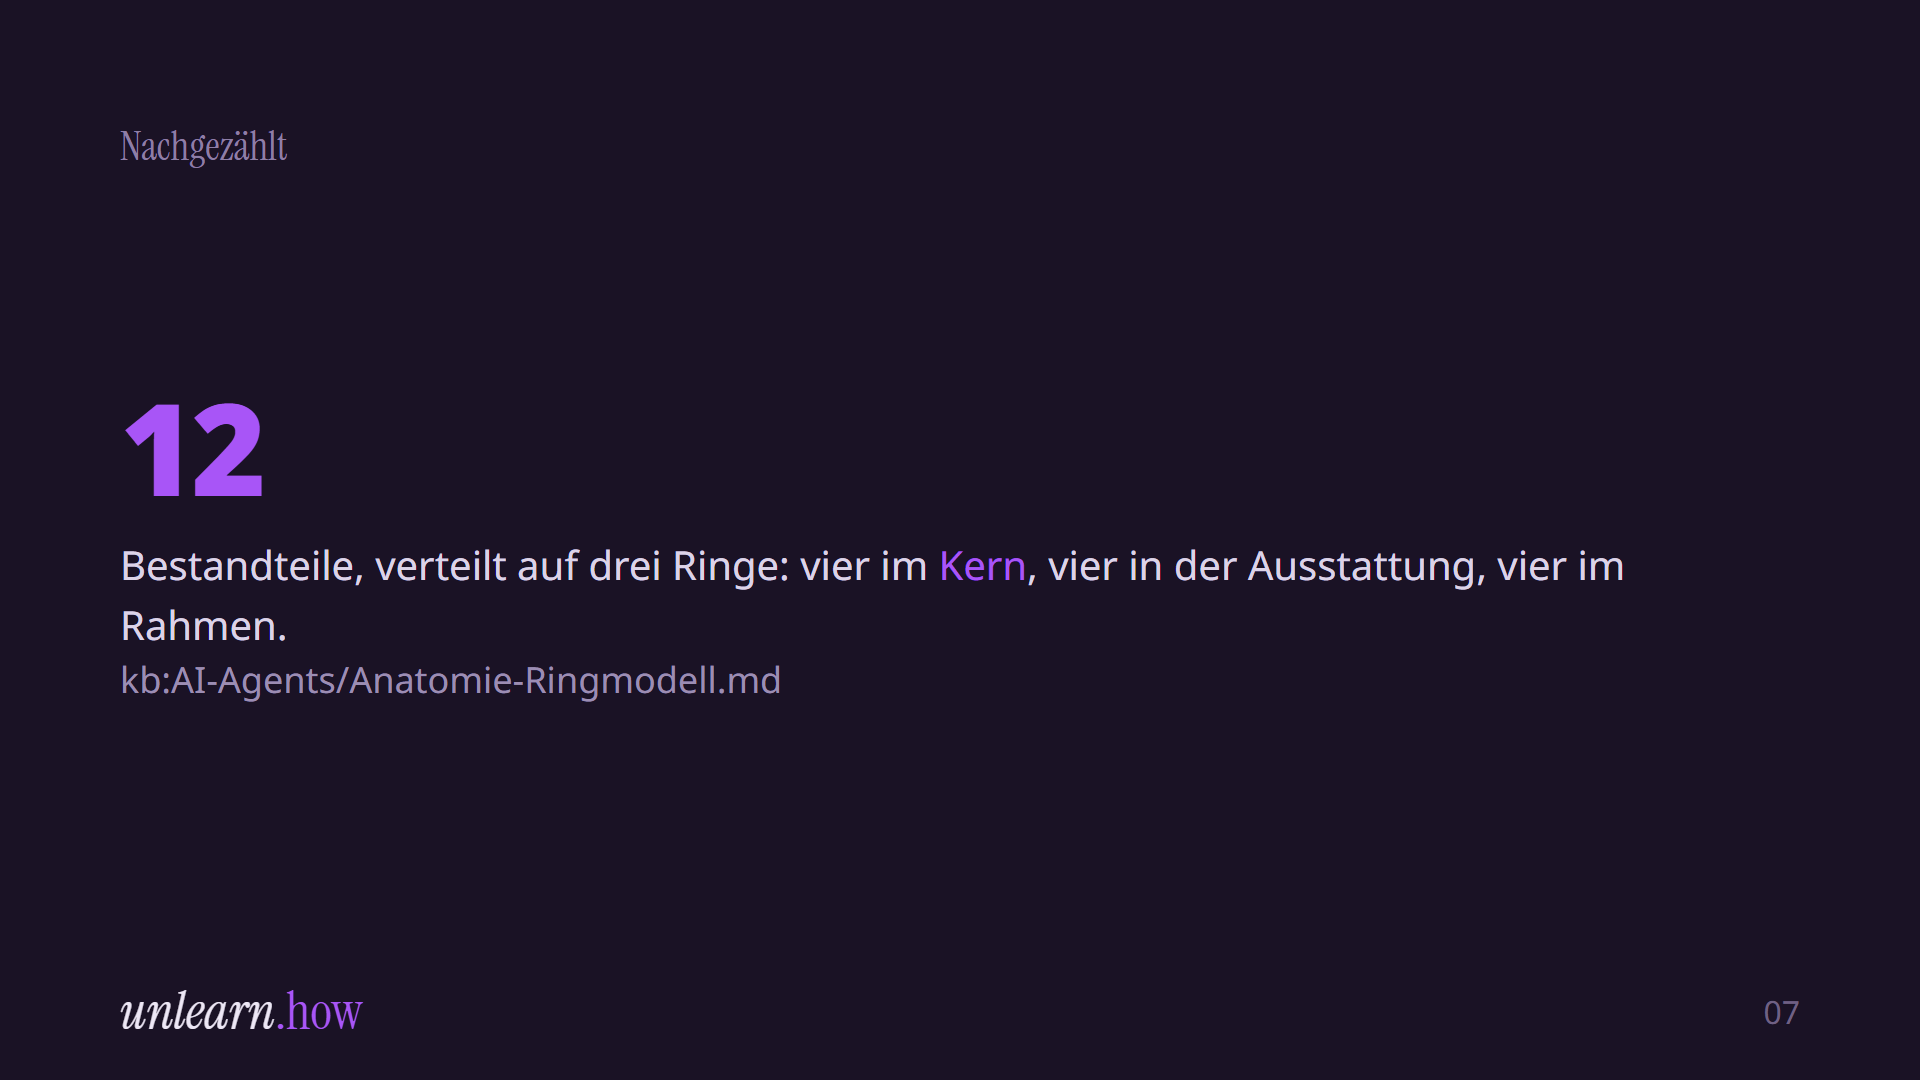 Nachgezählt
12
Bestandteile, verteilt auf drei Ringe: vier im Kern, vier in der Ausstattung, vier im
Rahmen.
kb:AI-Agents/Anatomie-Ringmodell.md
unlearn.how
07